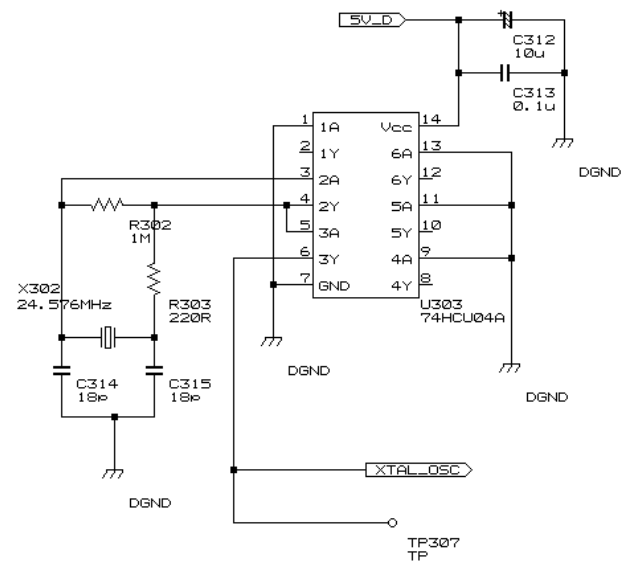 5V_D
C312
10u
C313
0.1u
DGND
1 1A Vcc 14
2 1Y 6A 13
3 2A 6Y 12
4 2Y 5A 11
5 3A 5Y 10
6 3Y 4A 9
7 GND 4Y 8
U303
74HCU04A
R302
1M
X302
24.576MHz
R303
220R
DGND
DGND
C314
18p
C315
18p
DGND
XTAL_OSC
TP307
TP